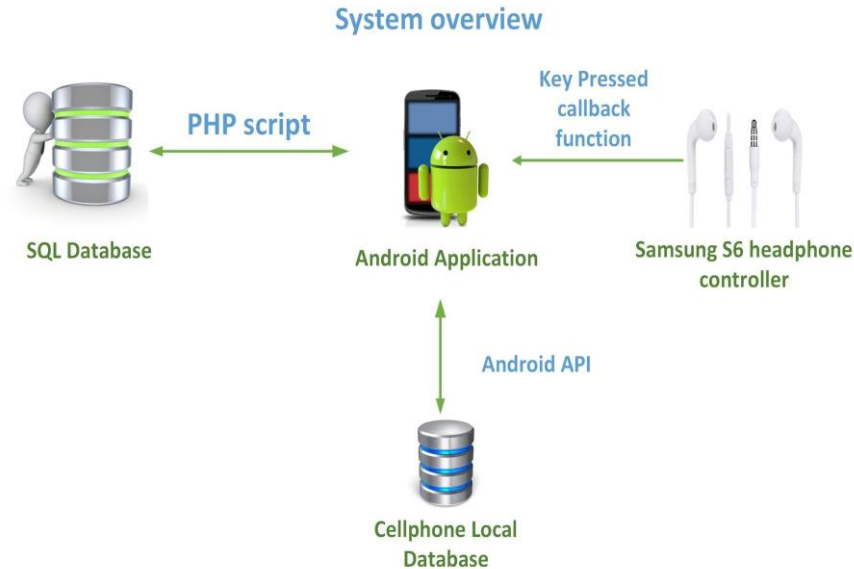 System overview
Key Pressed
callback
function
PHP script
SQL Database
Android Application
Samsung S6 headphone
controller
Android API
Cellphone Local
Database